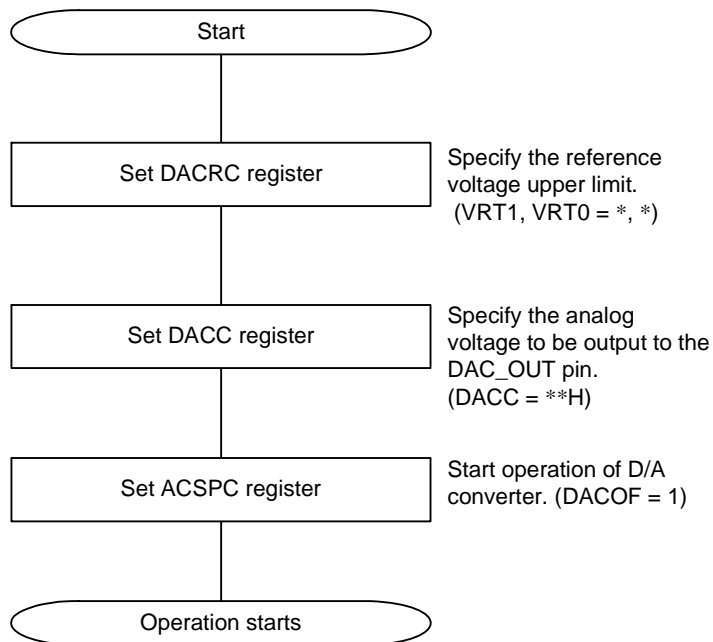 Start
Set DACRC register
Specify the reference
voltage upper limit.
(VRT1, VRT0 = *, *)
Set DACC register
Specify the analog
voltage to be output to the
DAC_OUT pin.
(DACC = **H)
Set ACSPC register
Start operation of D/A
converter. (DACOF = 1)
Operation starts